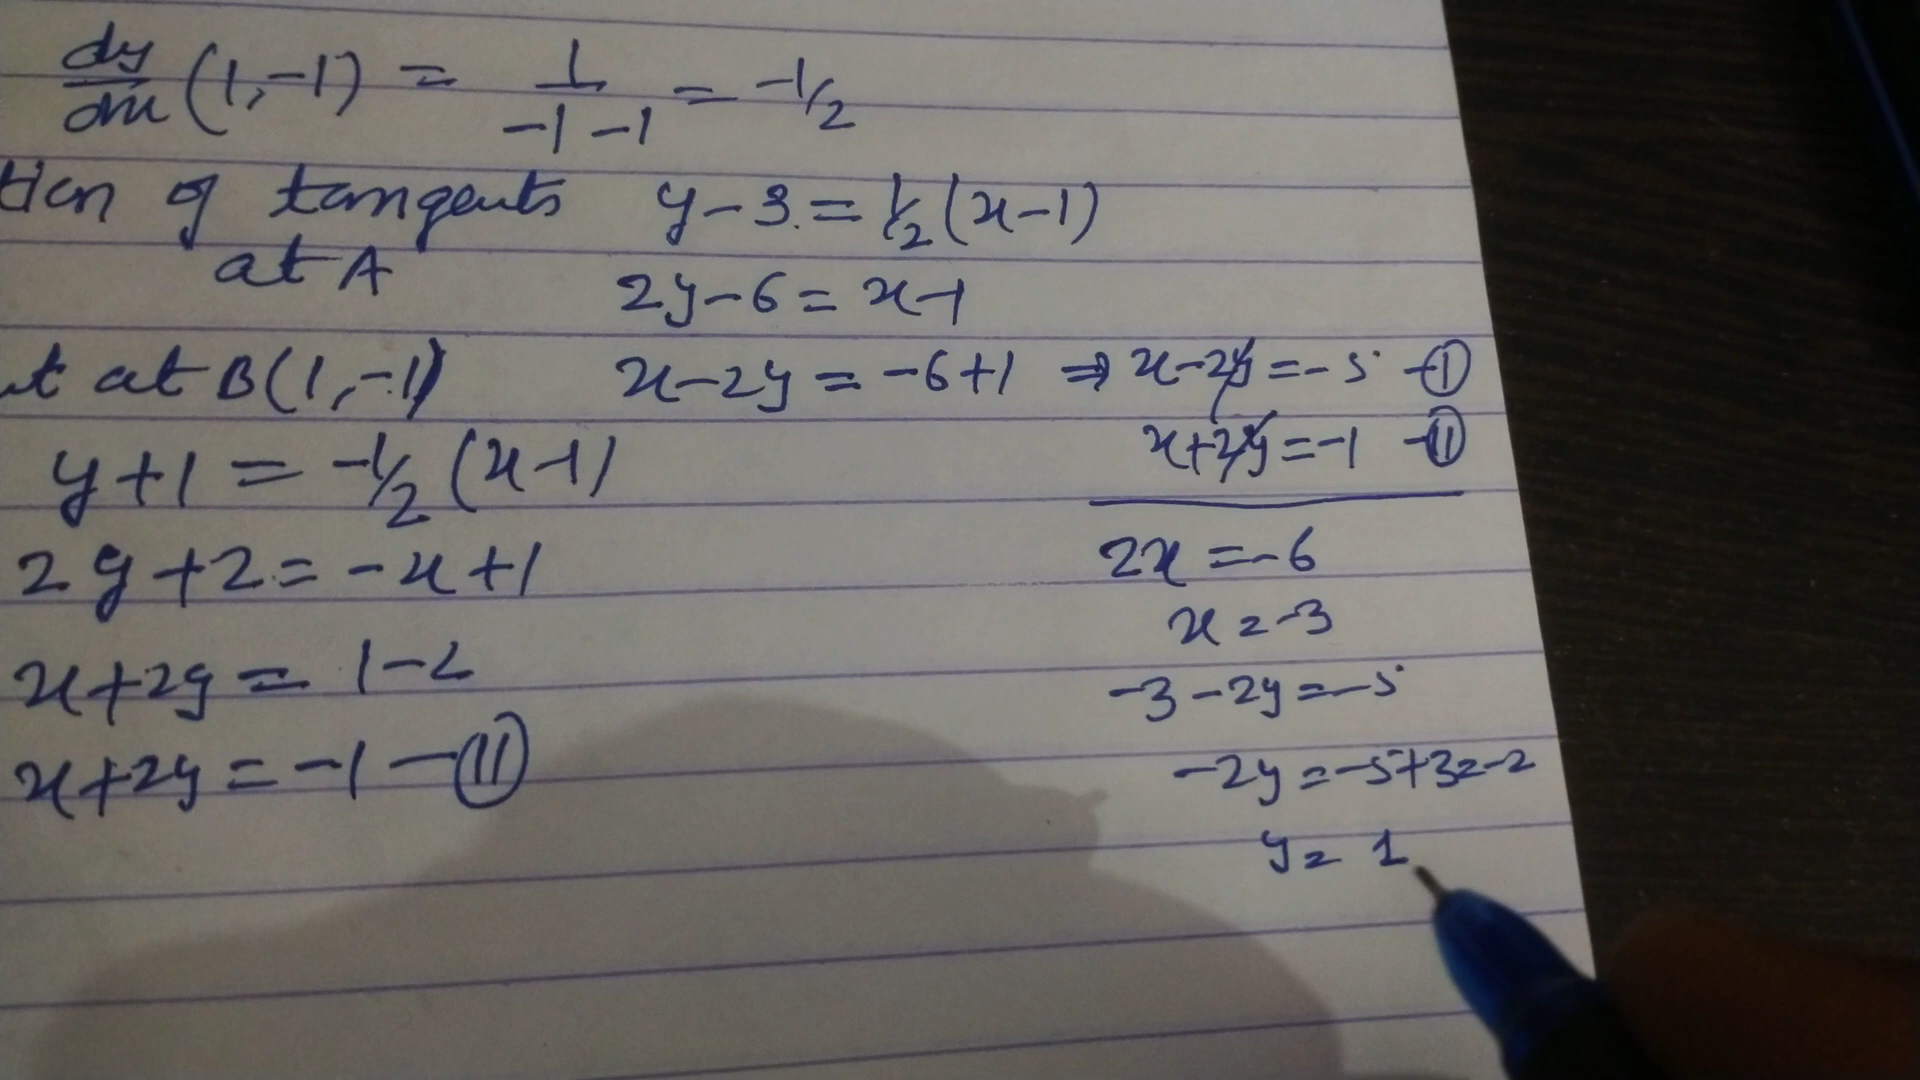 dy/dx (1,-1) = 1/(-1-1) = -1/2
tion of tangents y-3 = 1/2 (x-1)
at A 2y-6 = x-1
at B(1,-1) x-2y = -6+1 ⇒ x-2y = -5 -Ⓘ
x+2y = -1 -Ⓘⓘ
y+1 = -1/2 (x-1)
2y+2 = -x+1
x+2y = 1-2
x+2y = -1 -Ⓘⓘ
2x = -6
x = -3
-3-2y = -5
-2y = -5+3 = -2
y = 1